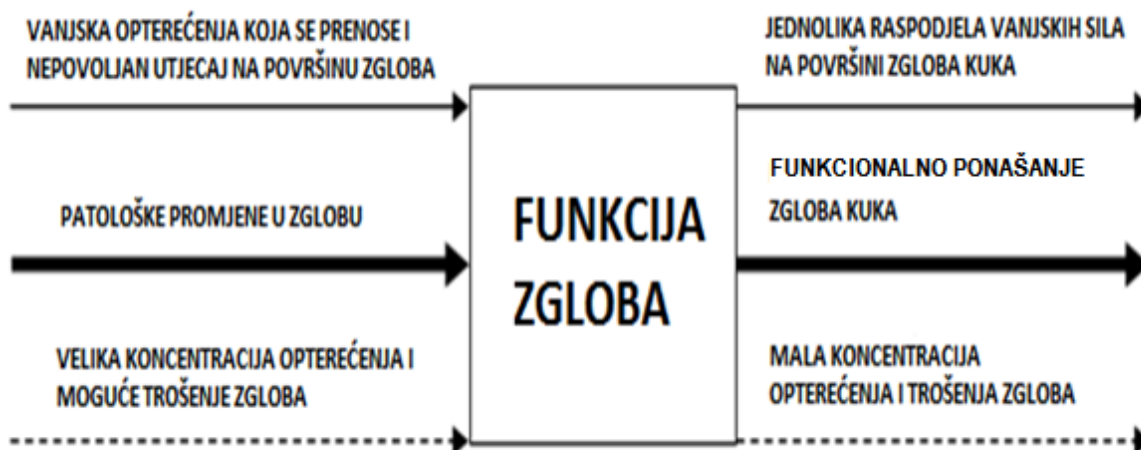 VANJSKA OPTEREĆENJA KOJA SE PRENOSE I
NEPOVOLJAN UTJECAJ NA POVRŠINU ZGLOBA
PATOLOŠKE PROMJENE U ZGLOBU
VELIKA KONCENTRACIJA OPTEREĆENJA I
MOGUĆE TROŠENJE ZGLOBA
FUNKCIJA
ZGLOBA
JEDNOLIKA RASPODJELA VANJSKIH SILA
NA POVRŠINI ZGLOBA KUKA
FUNKCIONALNO PONAŠANJE
ZGLOBA KUKA
MALA KONCENTRACIJA
OPTEREĆENJA I TROŠENJA ZGLOBA